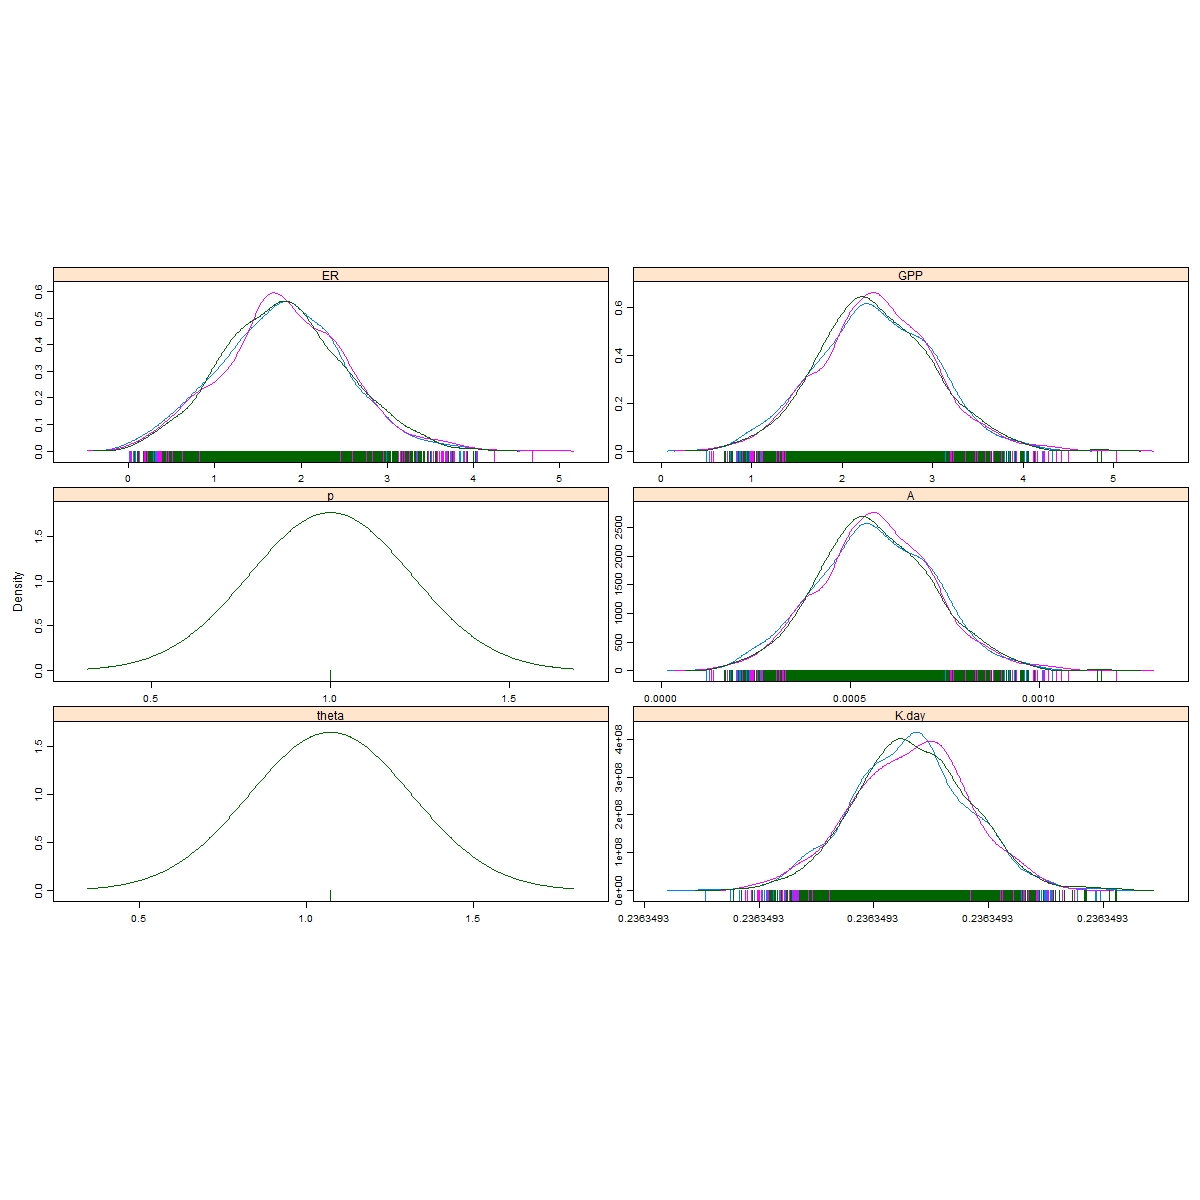 ER
GPP
0.0 0.1 0.2 0.3 0.4 0.5 0.6
0.0 0.2 0.4 0.6
0 1 2 3 4 5
0 1 2 3 4 5
p
A
0.0 0.5 1.0 1.5
0 500 1000 1500 2000 2500
0.5 1.0 1.5
0.0000 0.0005 0.0010
Density
theta
K.day
0.0 0.5 1.0 1.5
0e+00 1e+08 2e+08 3e+08 4e+08
0.5 1.0 1.5
0.2363493 0.2363493 0.2363493 0.2363493 0.2363493